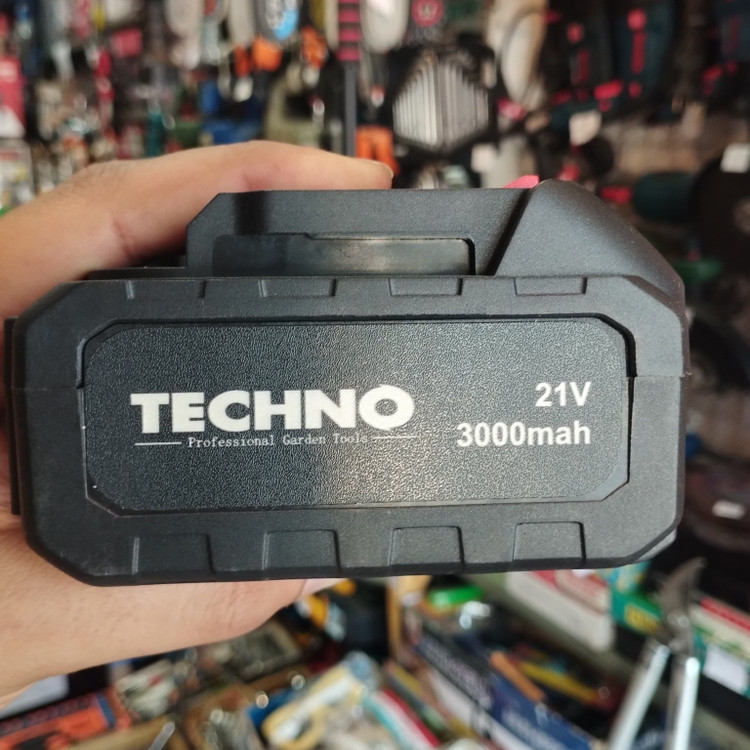 TECHNO
Professional Garden Tools
21V
3000mah